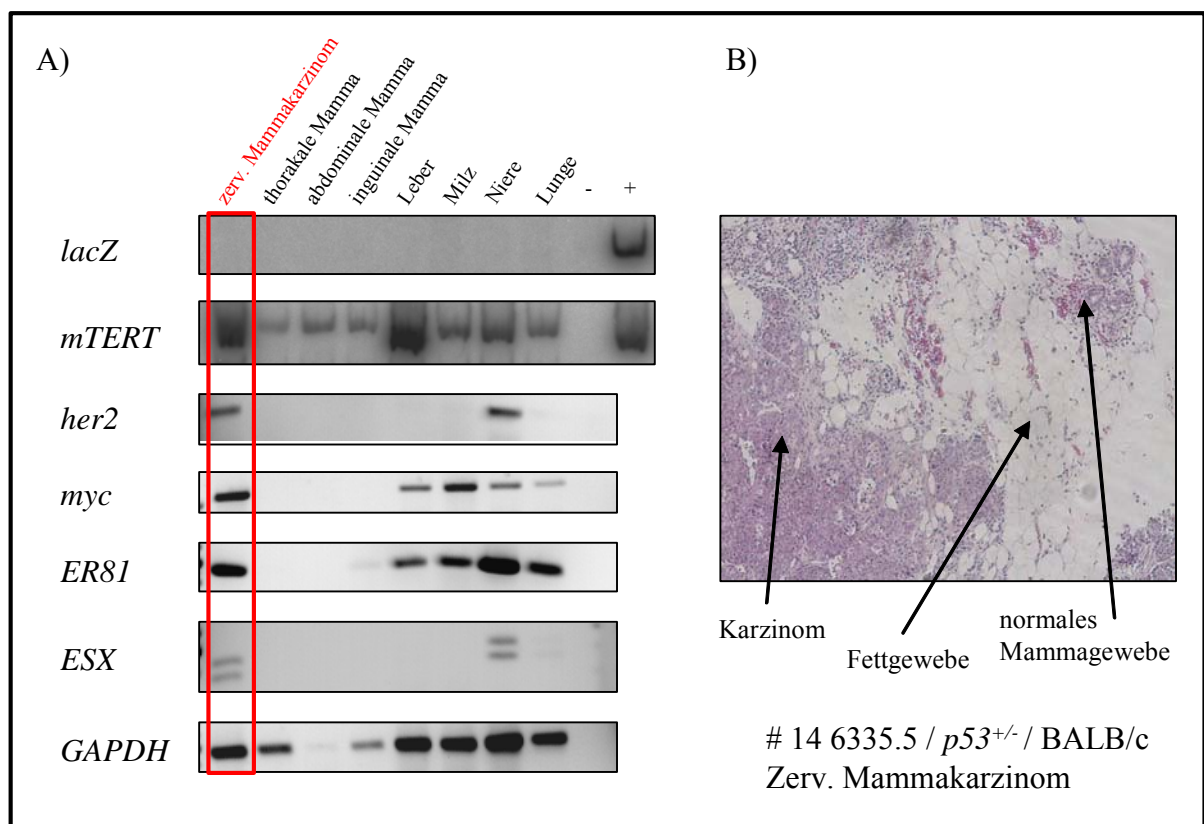 A)
B)
zerv. Mammakarzinom
thorakale Mamma
abdominale Mamma
inguinale Mamma
Leber
Milz
Niere
Lunge
-
+
lacZ
mTERT
her2
myc
ER81
ESX
GAPDH
Karzinom
Fettgewebe
normales
Mammagewebe
# 14 6335.5 / p53+/- / BALB/c
Zerv. Mammakarzinom